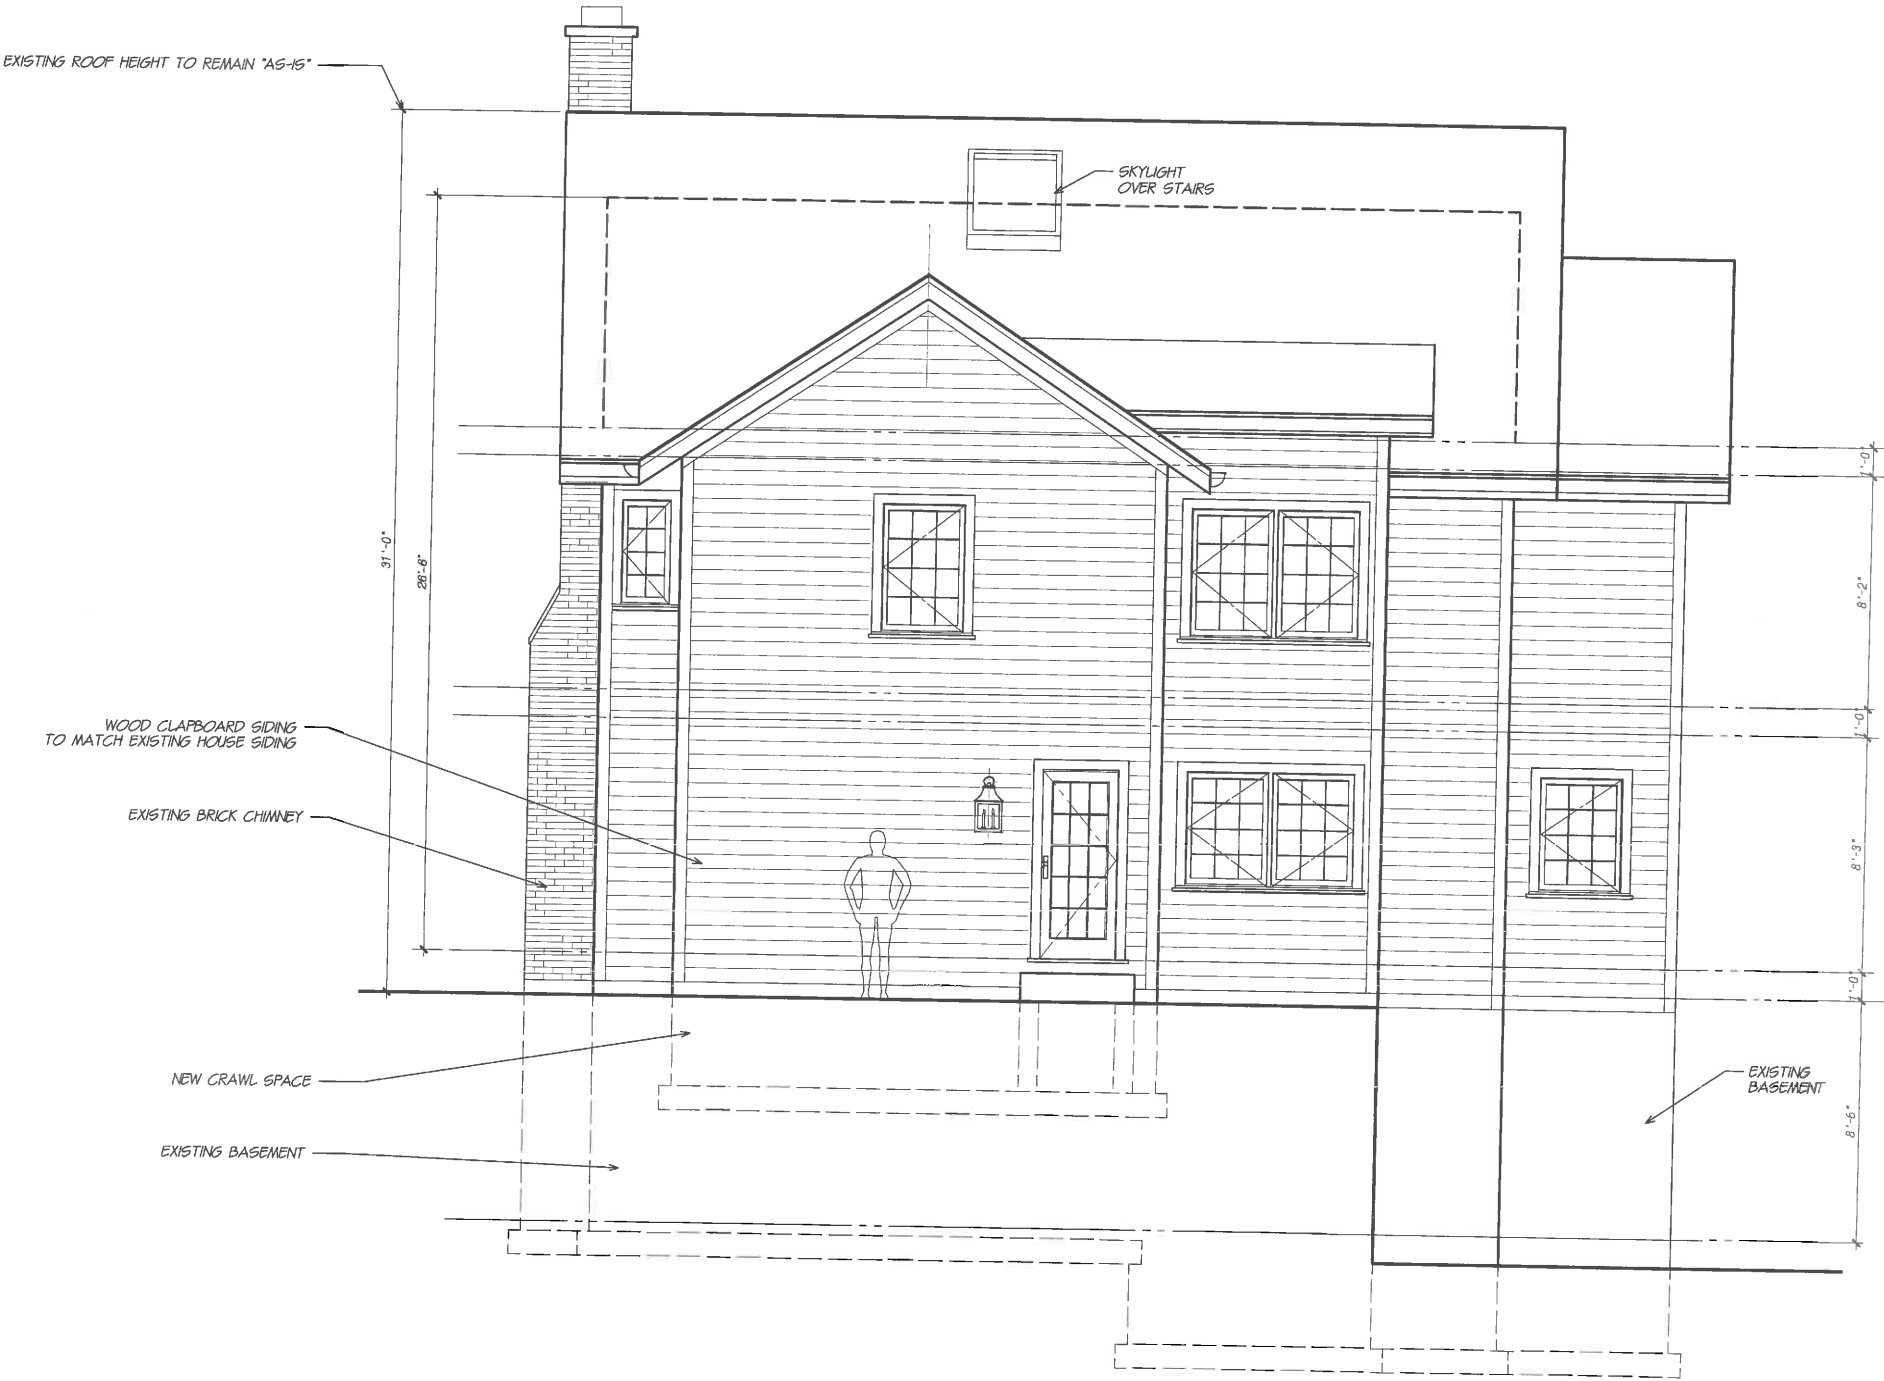 EXISTING ROOF HEIGHT TO REMAIN "AS-IS"
SKYLIGHT
OVER STAIRS
1'-0"
31'-0"
26'-6"
8'-2"
WOOD CLAPBOARD SIDING
TO MATCH EXISTING HOUSE SIDING
1'-0"
EXISTING BRICK CHIMNEY
8'-3"
1'-0"
NEW CRAWL SPACE
EXISTING
BASEMENT
8'-6"
EXISTING BASEMENT